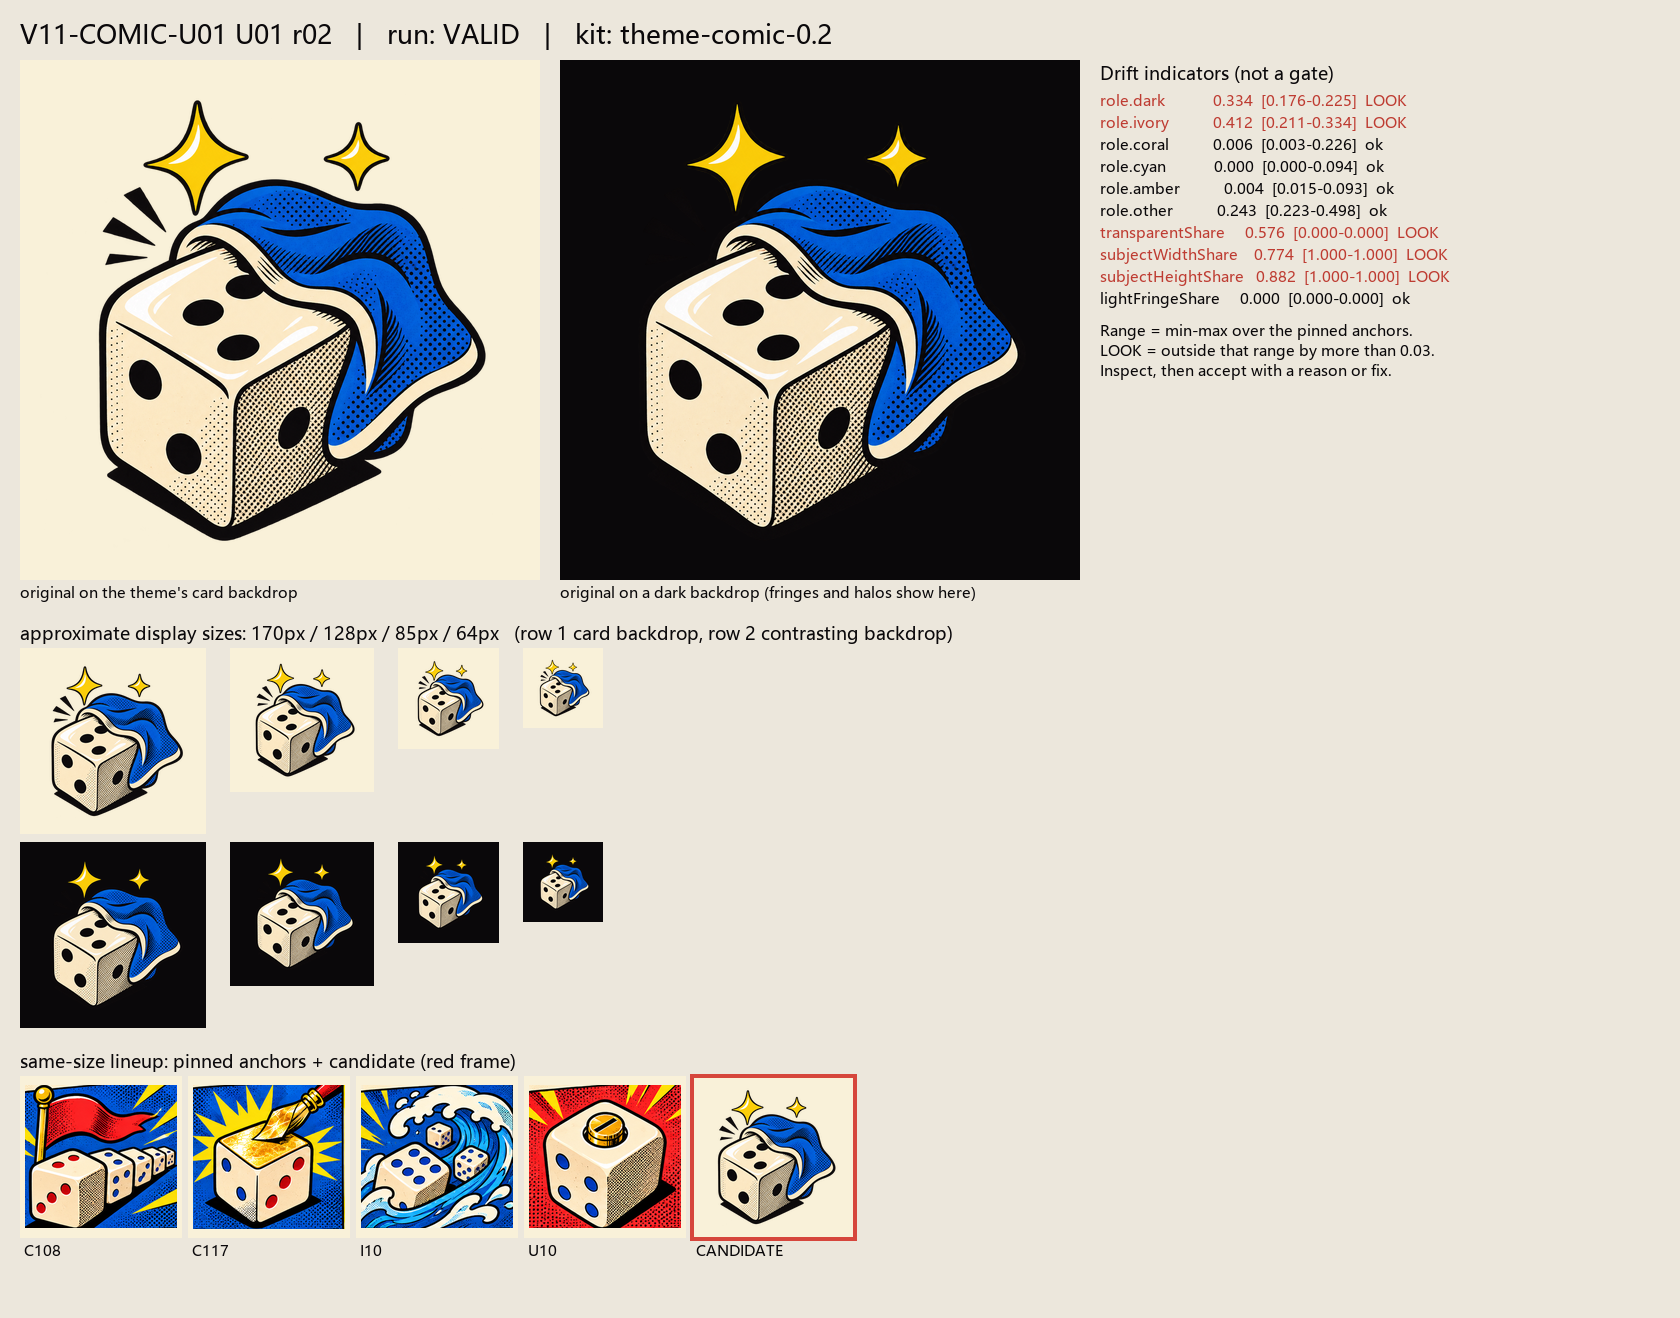 V11-COMIC-U01 U01 r02 | run: VALID | kit: theme-comic-0.2
Drift indicators (not a gate)
role.dark 0.334 [0.176-0.225] LOOK
role.ivory 0.412 [0.211-0.334] LOOK
role.coral 0.006 [0.003-0.226] ok
role.cyan 0.000 [0.000-0.094] ok
role.amber 0.004 [0.015-0.093] ok
role.other 0.243 [0.223-0.498] ok
transparentShare 0.576 [0.000-0.000] LOOK
subjectWidthShare 0.774 [1.000-1.000] LOOK
subjectHeightShare 0.882 [1.000-1.000] LOOK
lightFringeShare 0.000 [0.000-0.000] ok
Range = min-max over the pinned anchors.
LOOK = outside that range by more than 0.03.
Inspect, then accept with a reason or fix.
original on the theme's card backdrop
original on a dark backdrop (fringes and halos show here)
approximate display sizes: 170px / 128px / 85px / 64px (row 1 card backdrop, row 2 contrasting backdrop)
same-size lineup: pinned anchors + candidate (red frame)
C108
C117
I10
U10
CANDIDATE